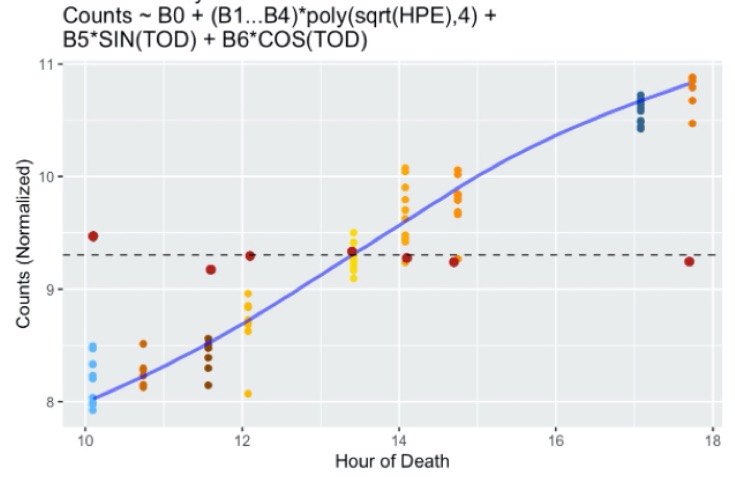 Counts ~ B0 + (B1...B4)*poly(sqrt(HPE),4) +
B5*SIN(TOD) + B6*COS(TOD)
11
10
9
8
Counts (Normalized)
10 12 14 16 18
Hour of Death